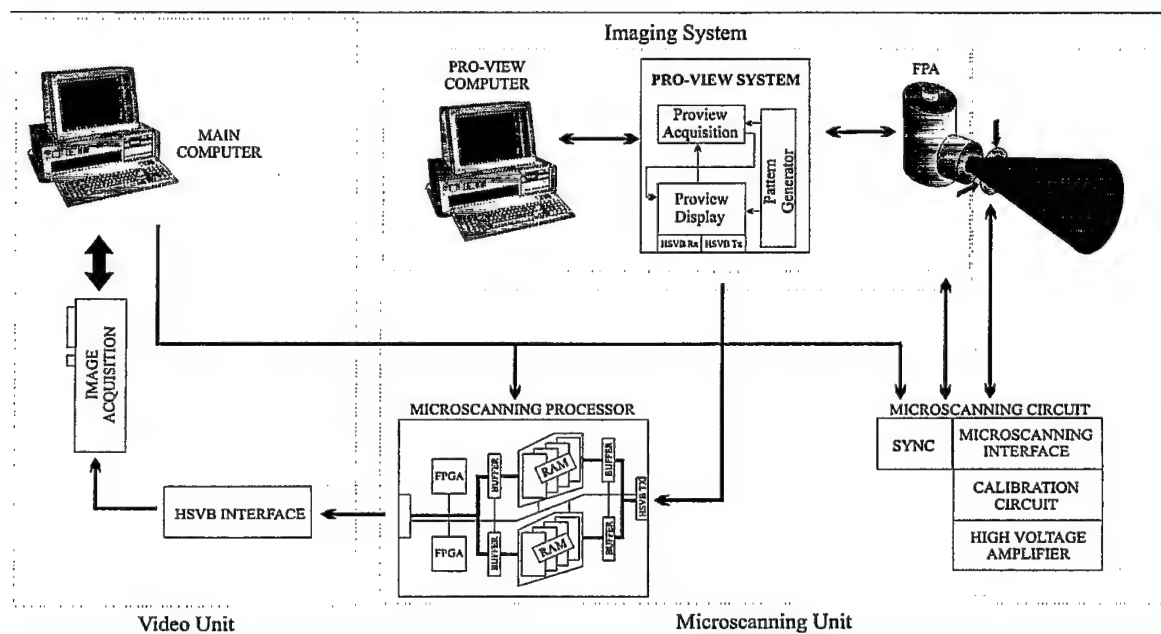 Imaging System
MAIN
COMPUTER
PRO-VIEW
COMPUTER
PRO-VIEW SYSTEM
Proview
Acquisition
Proview
Display
Pattern
Generator
HSVB Rx
HSVB Tx
FPA
IMAGE
ACQUISITION
HSVB INTERFACE
MICROSCANNING PROCESSOR
FPGA
FPGA
BUFFER
BUFFER
RAM
RAM
BUFFER
BUFFER
HSVB TX
MICROSCANNING CIRCUIT
SYNC
MICROSCANNING
INTERFACE
CALIBRATION
CIRCUIT
HIGH VOLTAGE
AMPLIFIER
Video Unit
Microscanning Unit